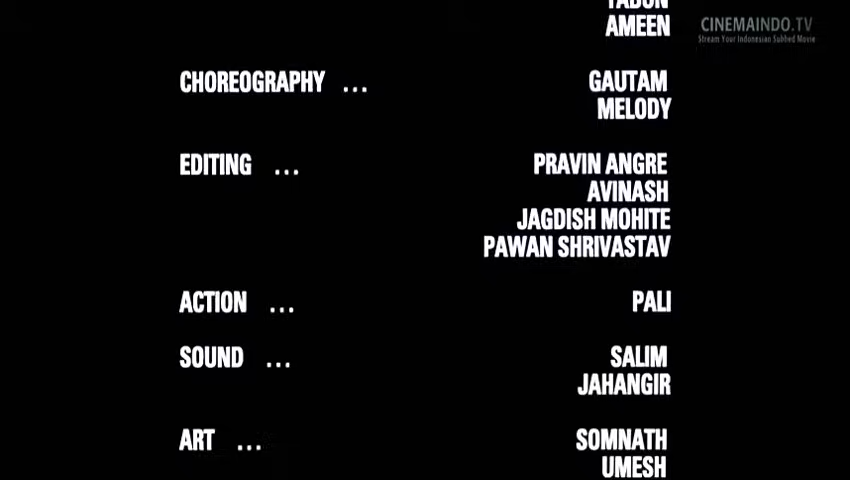 TABUN
AMEEN
CINEMAINDO.TV
Stream Your Indonesian Subbed Movie
CHOREOGRAPHY ... GAUTAM
MELODY
EDITING ... PRAVIN ANGRE
AVINASH
JAGDISH MOHITE
PAWAN SHRIVASTAV
ACTION ... PALI
SOUND ... SALIM
JAHANGIR
ART ... SOMNATH
UMESH